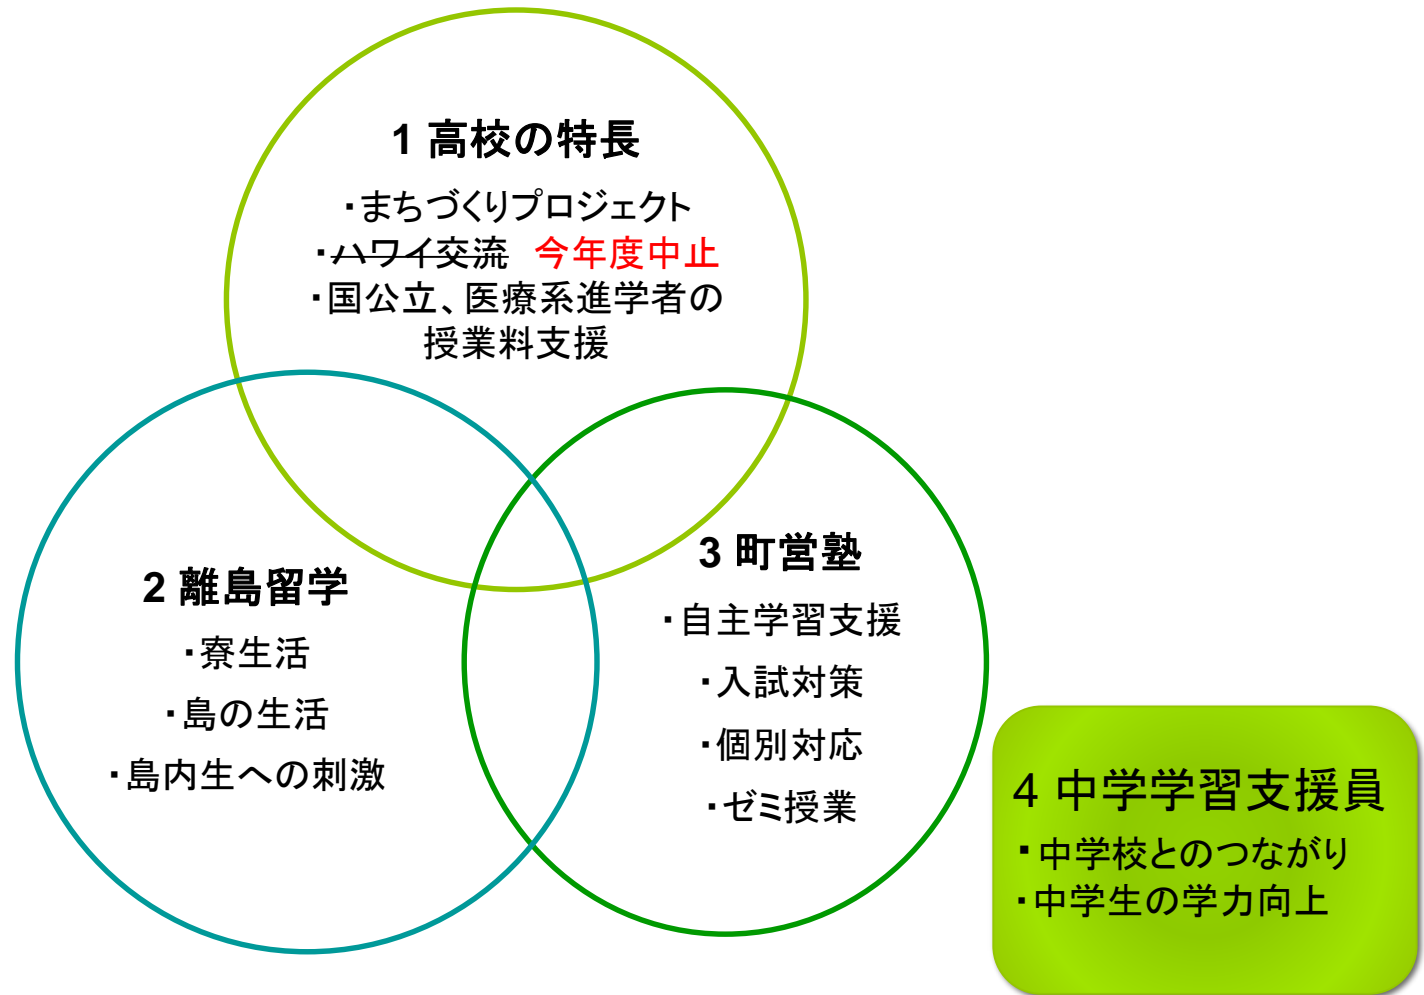 1 高校の特長
・まちづくりプロジェクト
・ハワイ交流 今年度中止
・国公立、医療系進学者の
授業料支援
2 離島留学
・寮生活
・島の生活
・島内生への刺激
3 町営塾
・自主学習支援
・入試対策
・個別対応
・ゼミ授業
4 中学学習支援員
・中学校とのつながり
・中学生の学力向上